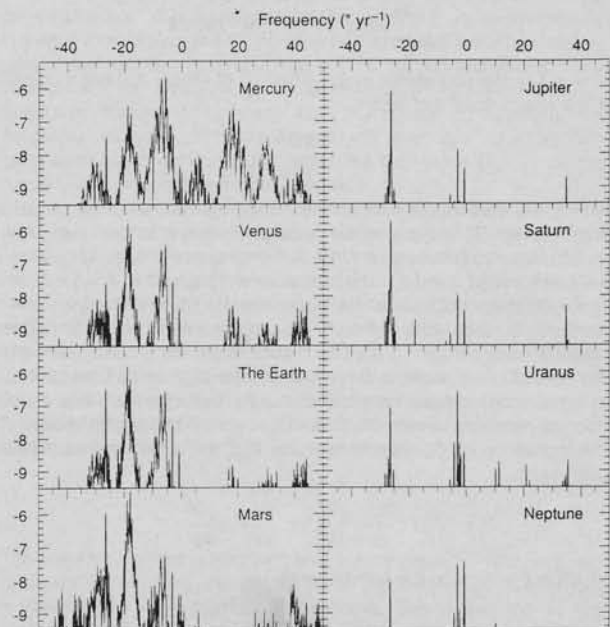 Frequency (" yr⁻¹)
-40 -20 0 20 40 -40 -20 0 20 40
-6 Mercury Jupiter
-7
-8
-9
-6 Venus Saturn
-7
-8
-9
-6 The Earth Uranus
-7
-8
-9
-6 Mars Neptune
-7
-8
-9